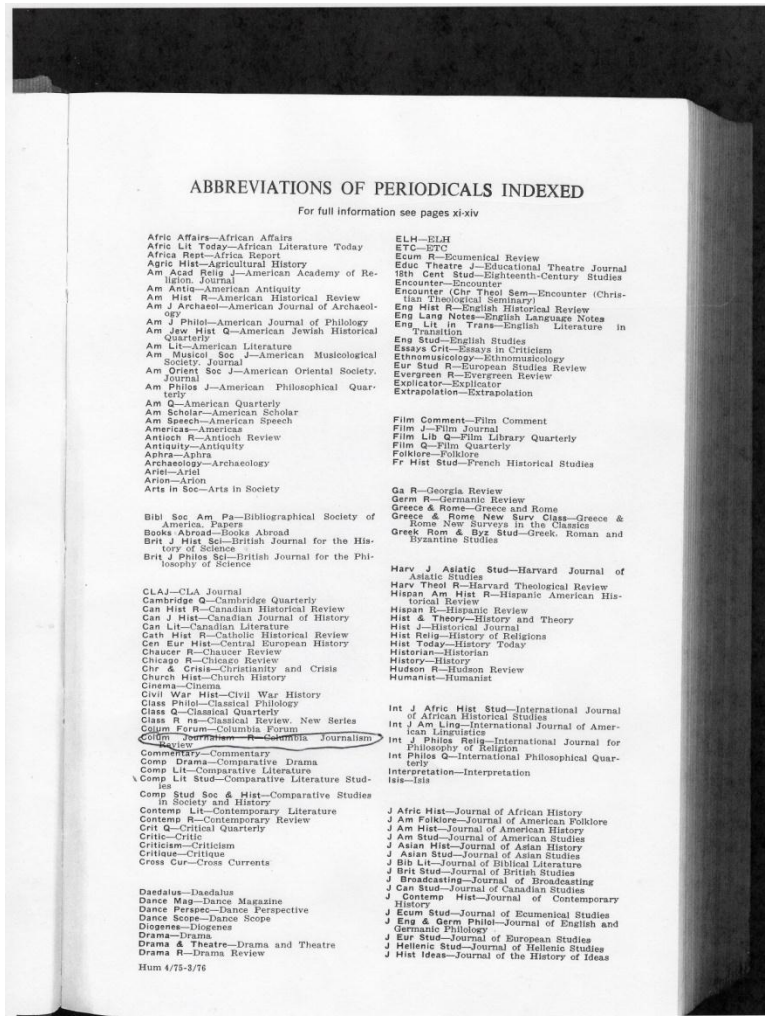 ABBREVIATIONS OF PERIODICALS INDEXED
For full information see pages xi-xiv
Afric Affairs—African Affairs
Afric Lit Today—African Literature Today
Africa Rept—Africa Report
Agric Hist—Agricultural History
Am Acad Relig J—American Academy of Re-
ligion. Journal
Am Antiq—American Antiquity
Am Hist R—American Historical Review
Am J Archaeol—American Journal of Archaeol-
ogy
Am J Philol—American Journal of Philology
Am Jew Hist Q—American Jewish Historical
Quarterly
Am Lit—American Literature
Am Musicol Soc J—American Musicological
Society. Journal
Am Orient Soc J—American Oriental Society.
Journal
Am Philos J—American Philosophical Quar-
terly
Am Q—American Quarterly
Am Scholar—American Scholar
Am Speech—American Speech
Americas—Americas
Antioch R—Antioch Review
Antiquity—Antiquity
Aphra—Aphra
Archaeology—Archaeology
Ariel—Ariel
Arion—Arion
Arts in Soc—Arts in Society
Bibl Soc Am Pa—Bibliographical Society of
America. Papers
Books Abroad—Books Abroad
Brit J Hist Sci—British Journal for the His-
tory of Science
Brit J Philos Sci—British Journal for the Phi-
losophy of Science
CLAJ—CLA Journal
Cambridge Q—Cambridge Quarterly
Can Hist R—Canadian Historical Review
Can J Hist—Canadian Journal of History
Can Lit—Canadian Literature
Cath Hist R—Catholic Historical Review
Cen Eur Hist—Central European History
Chaucer R—Chaucer Review
Chicago R—Chicago Review
Chr & Crisis—Christianity and Crisis
Church Hist—Church History
Cinema—Cinema
Civil War Hist—Civil War History
Class Philol—Classical Philology
Class Q—Classical Quarterly
Class R ns—Classical Review. New Series
Colum Forum—Columbia Forum
Colum Journalism R—Columbia Journalism
Review
Commentary—Commentary
Comp Drama—Comparative Drama
Comp Lit—Comparative Literature
Comp Lit Stud—Comparative Literature Stud-
ies
Comp Stud Soc & Hist—Comparative Studies
in Society and History
Contemp Lit—Contemporary Literature
Contemp R—Contemporary Review
Crit Q—Critical Quarterly
Critic—Critic
Criticism—Criticism
Critique—Critique
Cross Cur—Cross Currents
Daedalus—Daedalus
Dance Mag—Dance Magazine
Dance Perspec—Dance Perspective
Dance Scope—Dance Scope
Diogenes—Diogenes
Drama—Drama
Drama & Theatre—Drama and Theatre
Drama R—Drama Review
Hum 4/75-3/76
ELH—ELH
ETC—ETC
Ecum R—Ecumenical Review
Educ Theatre J—Educational Theatre Journal
18th Cent Stud—Eighteenth-Century Studies
Encounter—Encounter
Encounter (Chr Theol Sem—Encounter (Chris-
tian Theological Seminary)
Eng Hist R—English Historical Review
Eng Lang Notes—English Language Notes
Eng Lit in Trans—English Literature in
Transition
Eng Stud—English Studies
Essays Crit—Essays in Criticism
Ethnomusicology—Ethnomusicology
Eur Stud R—European Studies Review
Evergreen R—Evergreen Review
Explicator—Explicator
Extrapolation—Extrapolation
Film Comment—Film Comment
Film J—Film Journal
Film Lib Q—Film Library Quarterly
Film Q—Film Quarterly
Folklore—Folklore
Fr Hist Stud—French Historical Studies
Ga R—Georgia Review
Germ R—Germanic Review
Greece & Rome—Greece and Rome
Greece & Rome New Surv Class—Greece &
Rome New Surveys in the Classics
Greek Rom & Byz Stud—Greek, Roman and
Byzantine Studies
Harv J Asiatic Stud—Harvard Journal of
Asiatic Studies
Harv Theol R—Harvard Theological Review
Hispan Am Hist R—Hispanic American His-
torical Review
Hispan R—Hispanic Review
Hist & Theory—History and Theory
Hist J—Historical Journal
Hist Relig—History of Religions
Hist Today—History Today
Historian—Historian
History—History
Hudson R—Hudson Review
Humanist—Humanist
Int J Afric Hist Stud—International Journal
of African Historical Studies
Int J Am Ling—International Journal of Amer-
ican Linguistics
Int J Philos Relig—International Journal for
Philosophy of Religion
Int Philos Q—International Philosophical Quar-
terly
Interpretation—Interpretation
Isis—Isis
J Afric Hist—Journal of African History
J Am Folklore—Journal of American Folklore
J Am Hist—Journal of American History
J Am Stud—Journal of American Studies
J Asian Hist—Journal of Asian History
J Asian Stud—Journal of Asian Studies
J Bib Lit—Journal of Biblical Literature
J Brit Stud—Journal of British Studies
J Broadcasting—Journal of Broadcasting
J Can Stud—Journal of Canadian Studies
J Contemp Hist—Journal of Contemporary
History
J Ecum Stud—Journal of Ecumenical Studies
J Eng & Germ Philol—Journal of English and
Germanic Philology
J Eur Stud—Journal of European Studies
J Hellenic Stud—Journal of Hellenic Studies
J Hist Ideas—Journal of the History of Ideas